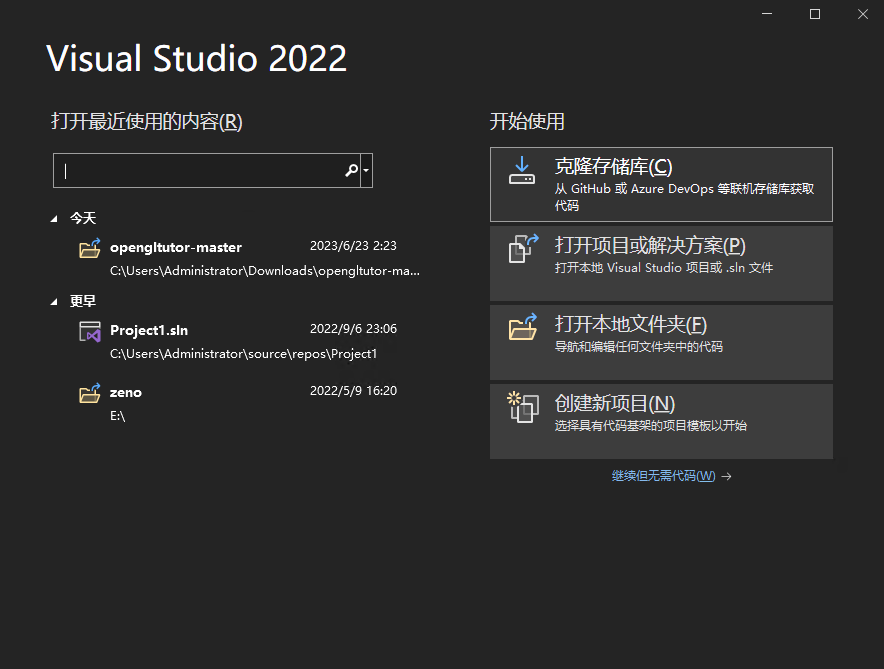 Visual Studio 2022
打开最近使用的内容(R)
今天
opengltutor-master 2023/6/23 2:23
C:\Users\Administrator\Downloads\opengltutor-ma...
更早
Project1.sln 2022/9/6 23:06
C:\Users\Administrator\source\repos\Project1
zeno 2022/5/9 16:20
E:\
开始使用
克隆存储库(C)
从 GitHub 或 Azure DevOps 等联机存储库获取
代码
打开项目或解决方案(P)
打开本地 Visual Studio 项目或 .sln 文件
打开本地文件夹(F)
导航和编辑任何文件夹中的代码
创建新项目(N)
选择具有代码基架的项目模板以开始
继续但无需代码(W) →